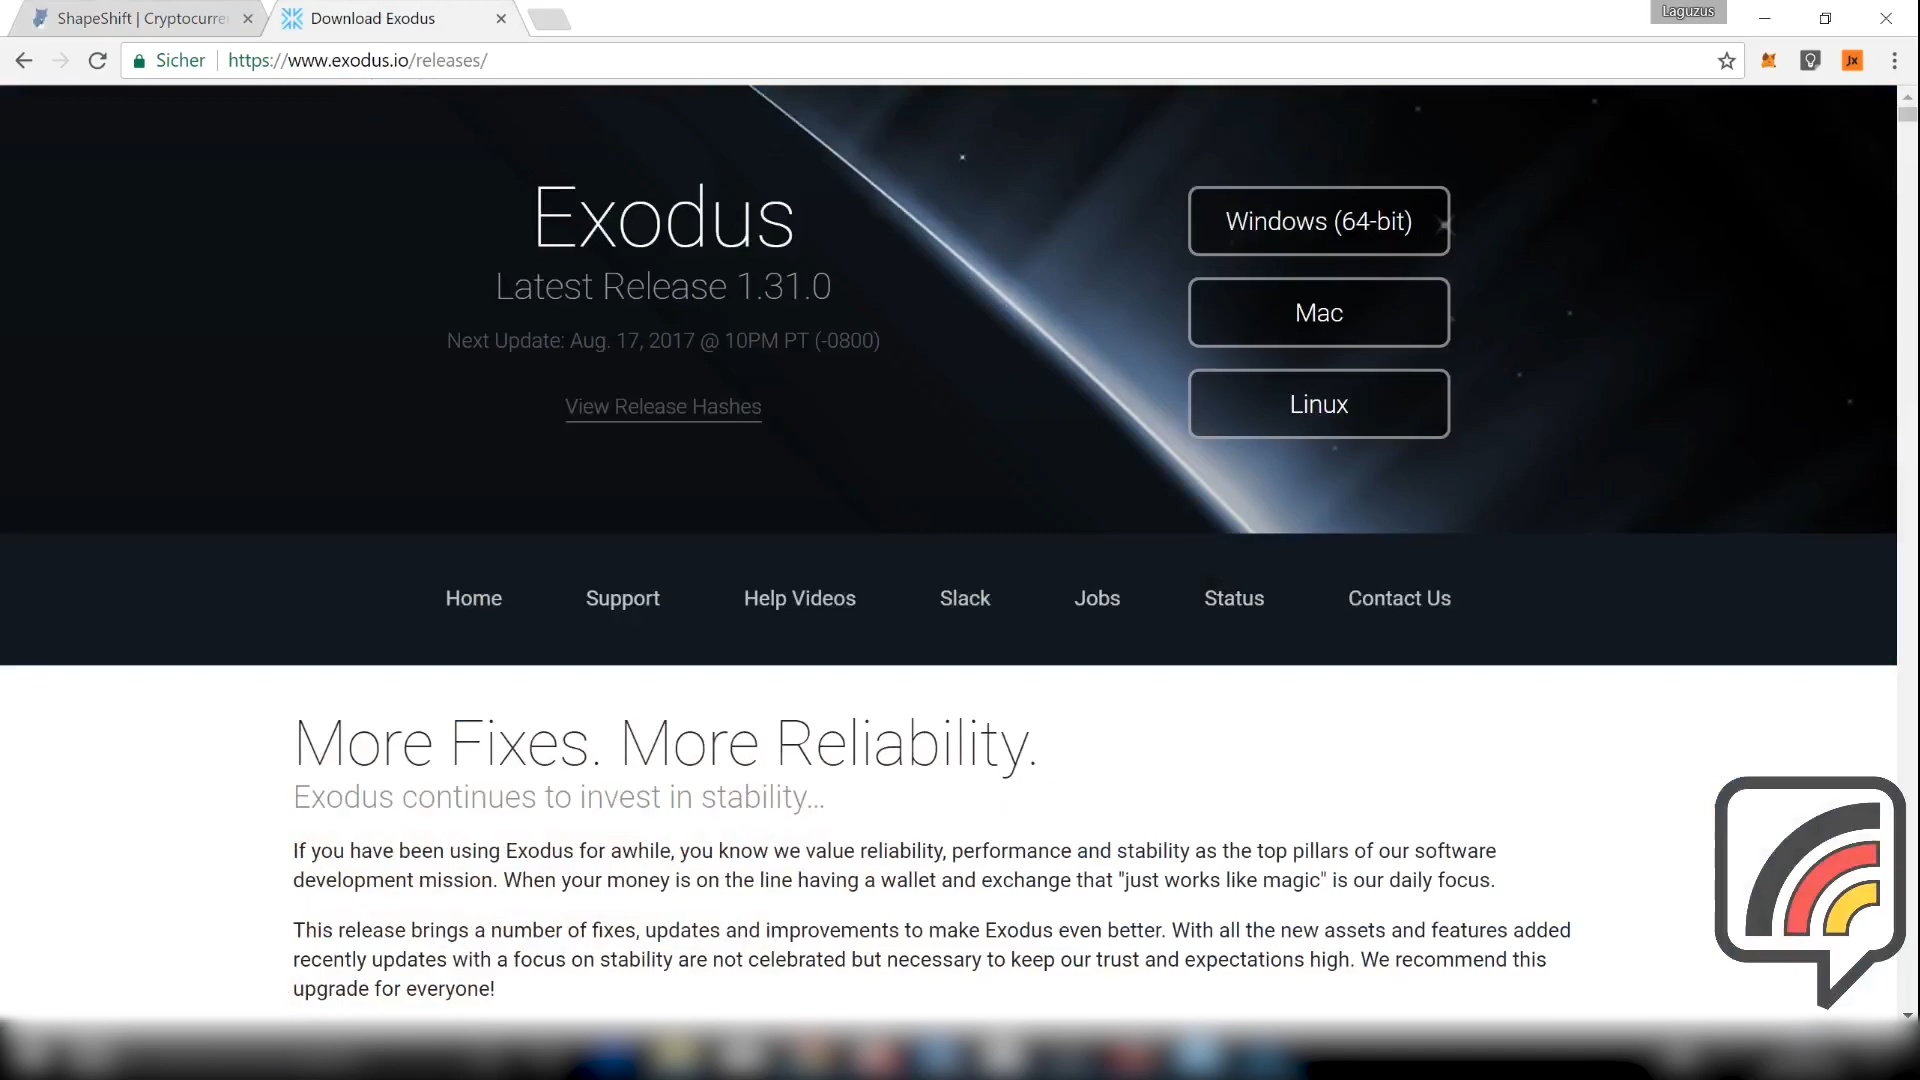 ShapeShift | Cryptocurre
Download Exodus
Laguzus
Sicher
https://www.exodus.io/releases/
Jx
Exodus
Latest Release 1.31.0
Next Update: Aug. 17, 2017 @ 10PM PT (-0800)
View Release Hashes
Windows (64-bit)
Mac
Linux
Home
Support
Help Videos
Slack
Jobs
Status
Contact Us
More Fixes. More Reliability.
Exodus continues to invest in stability...
If you have been using Exodus for awhile, you know we value reliability, performance and stability as the top pillars of our software
development mission. When your money is on the line having a wallet and exchange that "just works like magic" is our daily focus.
This release brings a number of fixes, updates and improvements to make Exodus even better. With all the new assets and features added
recently updates with a focus on stability are not celebrated but necessary to keep our trust and expectations high. We recommend this
upgrade for everyone!